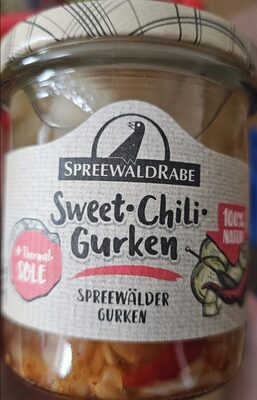 SPREEWALDRABE
Sweet·Chili·
Gurken
100%
NATUR
+ Thermal
SOLE
SPREEWÄLDER
GURKEN